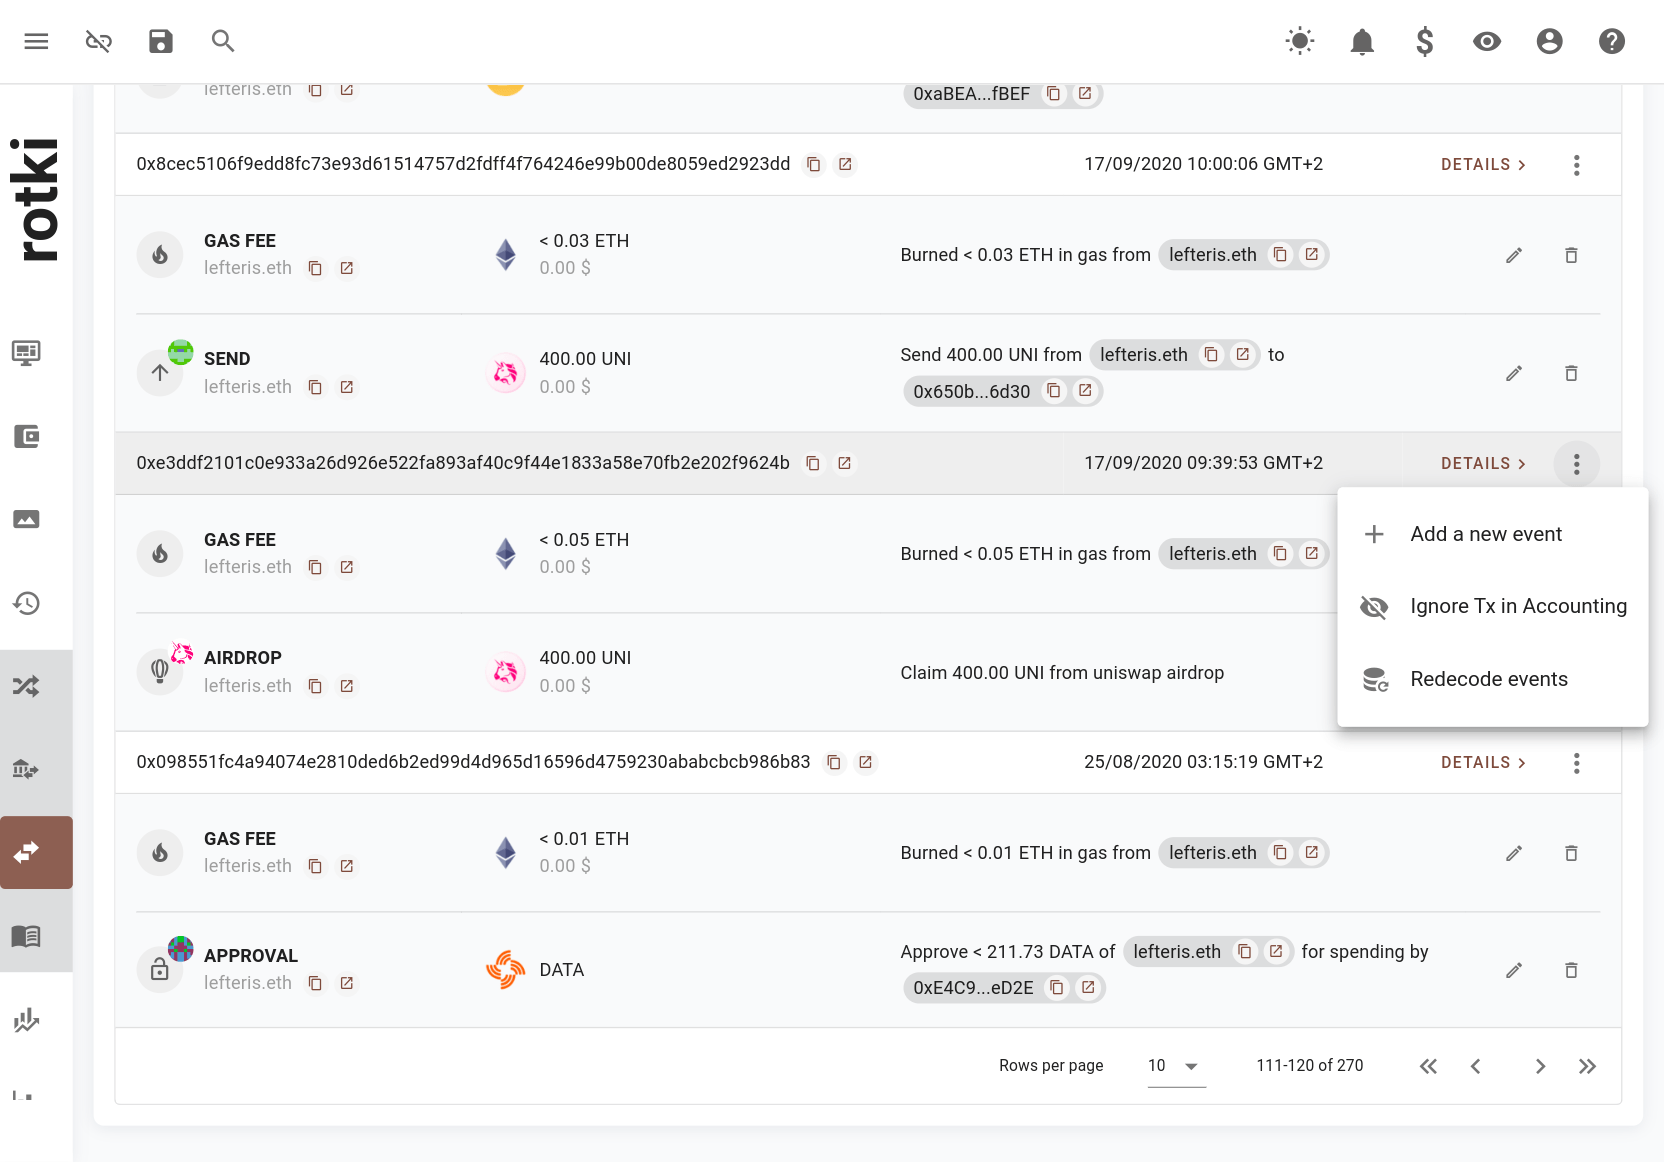 lefteris.eth
0xaBEA...fBEF
rotki
0x8cec5106f9edd8fc73e93d61514757d2fdff4f764246e99b00de8059ed2923dd 17/09/2020 10:00:06 GMT+2 DETAILS
GAS FEE < 0.03 ETH
lefteris.eth 0.00 $ Burned < 0.03 ETH in gas from lefteris.eth
SEND 400.00 UNI Send 400.00 UNI from lefteris.eth to
lefteris.eth 0.00 $ 0x650b...6d30
0xe3ddf2101c0e933a26d926e522fa893af40c9f44e1833a58e70fb2e202f9624b 17/09/2020 09:39:53 GMT+2 DETAILS
Add a new event
Ignore Tx in Accounting
Redecode events
GAS FEE < 0.05 ETH
lefteris.eth 0.00 $ Burned < 0.05 ETH in gas from lefteris.eth
AIRDROP 400.00 UNI
lefteris.eth 0.00 $ Claim 400.00 UNI from uniswap airdrop
0x098551fc4a94074e2810ded6b2ed99d4d965d16596d4759230ababcbcb986b83 25/08/2020 03:15:19 GMT+2 DETAILS
GAS FEE < 0.01 ETH
lefteris.eth 0.00 $ Burned < 0.01 ETH in gas from lefteris.eth
APPROVAL DATA Approve < 211.73 DATA of lefteris.eth for spending by
lefteris.eth 0xE4C9...eD2E
Rows per page 10 111-120 of 270